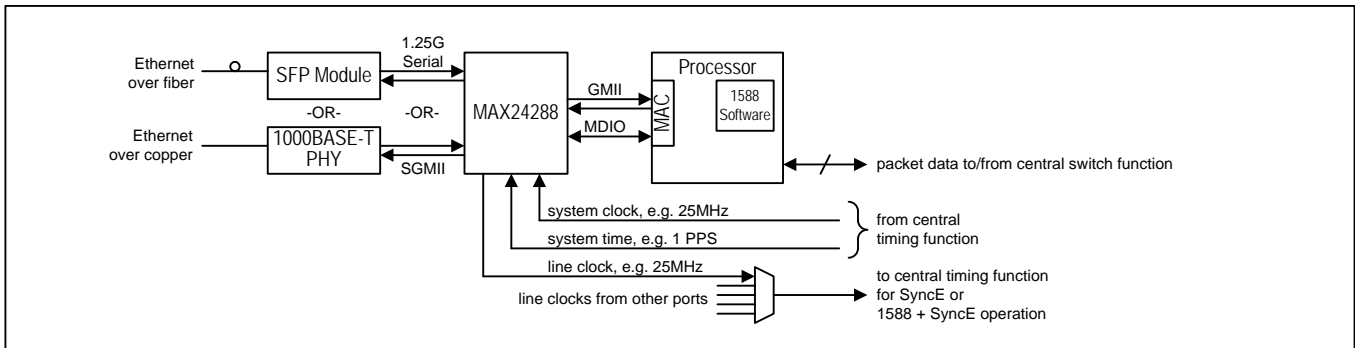 1.25G
Serial
Ethernet
over fiber
SFP Module
-OR-
-OR-
Ethernet
over copper
1000BASE-T
PHY
SGMII
MAX24288
GMII
MDIO
Processor
MAC
1588
Software
packet data to/from central switch function
system clock, e.g. 25MHz
system time, e.g. 1 PPS
from central
timing function
line clock, e.g. 25MHz
line clocks from other ports
to central timing function
for SyncE or
1588 + SyncE operation